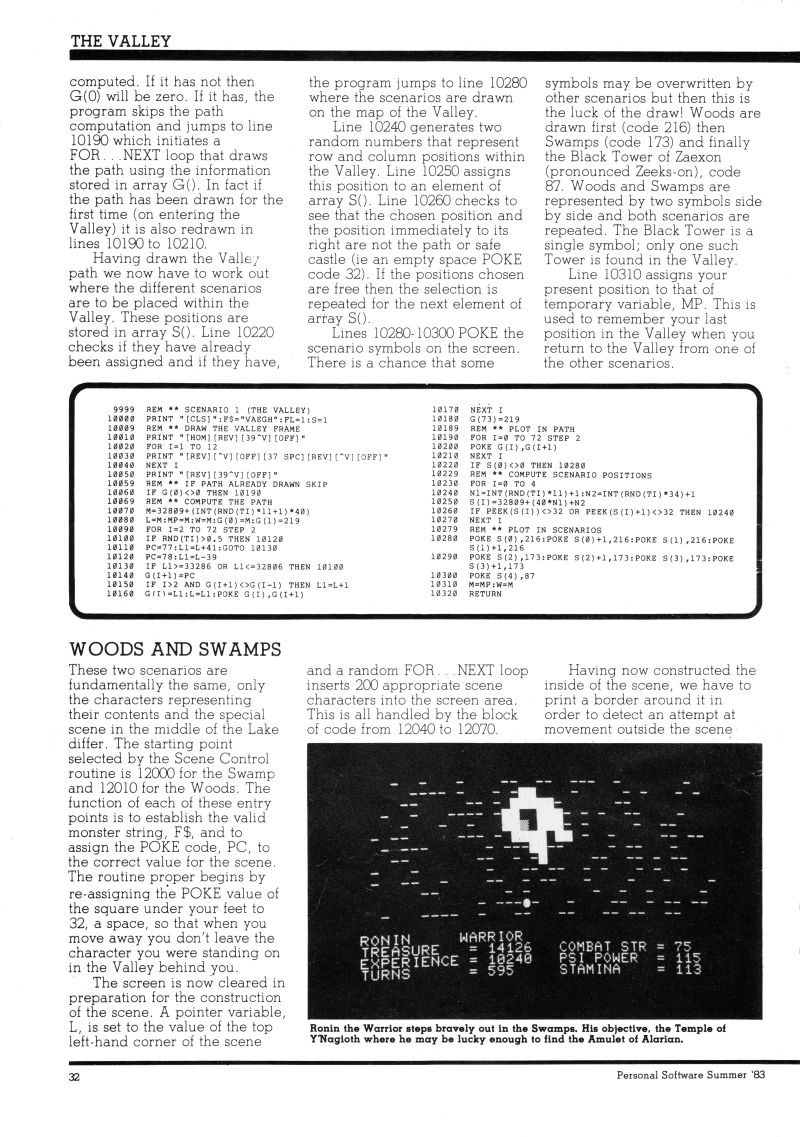 THE VALLEY
computed. If it has not then
G(0) will be zero. If it has, the
program skips the path
computation and jumps to line
10190 which initiates a
FOR...NEXT loop that draws
the path using the information
stored in array G(). In fact if
the path has been drawn for the
first time (on entering the
Valley) it is also redrawn in
lines 10190 to 10210.
Having drawn the Valley
path we now have to work out
where the different scenarios
are to be placed within the
Valley. These positions are
stored in array S(). Line 10220
checks if they have already
been assigned and if they have,
the program jumps to line 10280
where the scenarios are drawn
on the map of the Valley.
Line 10240 generates two
random numbers that represent
row and column positions within
the Valley. Line 10250 assigns
this position to an element of
array S(). Line 10260 checks to
see that the chosen position and
the position immediately to its
right are not the path or safe
castle (ie an empty space POKE
code 32). If the positions chosen
are free then the selection is
repeated for the next element of
array S().
Lines 10280-10300 POKE the
scenario symbols on the screen.
There is a chance that some
symbols may be overwritten by
other scenarios but then this is
the luck of the draw! Woods are
drawn first (code 216) then
Swamps (code 173) and finally
the Black Tower of Zaexon
(pronounced Zeeks-on), code
87. Woods and Swamps are
represented by two symbols side
by side and both scenarios are
repeated. The Black Tower is a
single symbol; only one such
Tower is found in the Valley.
Line 10310 assigns your
present position to that of
temporary variable, MP. This is
used to remember your last
position in the Valley when you
return to the Valley from one of
the other scenarios.
9999 REM ** SCENARIO 1 (THE VALLEY)
10000 PRINT "[CLS]":F$="VAEGH":FL=1:S=1
10009 REM ** DRAW THE VALLEY FRAME
10010 PRINT "[HOM][REV][39^V][OFF]"
10020 FOR I=1 TO 12
10030 PRINT "[REV][^V][OFF][37 SPC][REV][^V][OFF]"
10040 NEXT I
10050 PRINT "[REV][39^V][OFF]"
10059 REM ** IF PATH ALREADY DRAWN SKIP
10060 IF G(0)<>0 THEN 10190
10069 REM ** COMPUTE THE PATH
10070 M=32809+(INT(RND(TI)*11+1)*40)
10080 L=M:MP=M:W=M:G(0)=M:G(1)=219
10090 FOR I=2 TO 72 STEP 2
10100 IF RND(TI)>0.5 THEN 10120
10110 PC=77:L1=L+41:GOTO 10130
10120 PC=78:L1=L-39
10130 IF L1>=33286 OR L1<=32806 THEN 10100
10140 G(I+1)=PC
10150 IF I>2 AND G(I+1)<>G(I-1) THEN L1=L+1
10160 G(I)=L1:L=L1:POKE G(I),G(I+1)
10170 NEXT I
10180 G(73)=219
10189 REM ** PLOT IN PATH
10190 FOR I=0 TO 72 STEP 2
10200 POKE G(I),G(I+1)
10210 NEXT I
10220 IF S(0)<>0 THEN 10280
10229 REM ** COMPUTE SCENARIO POSITIONS
10230 FOR I=0 TO 4
10240 N1=INT(RND(TI)*11)+1:N2=INT(RND(TI)*34)+1
10250 S(I)=32809+(40*N1)+N2
10260 IF PEEK(S(I))<>32 OR PEEK(S(I)+1)<>32 THEN 10240
10270 NEXT I
10279 REM ** PLOT IN SCENARIOS
10280 POKE S(0),216:POKE S(0)+1,216:POKE S(1),216:POKE
S(1)+1,216
10290 POKE S(2),173:POKE S(2)+1,173:POKE S(3),173:POKE
S(3)+1,173
10300 POKE S(4),87
10310 M=MP:W=M
10320 RETURN
WOODS AND SWAMPS
These two scenarios are
fundamentally the same, only
the characters representing
their contents and the special
scene in the middle of the Lake
differ. The starting point
selected by the Scene Control
routine is 12000 for the Swamp
and 12010 for the Woods. The
function of each of these entry
points is to establish the valid
monster string, F$, and to
assign the POKE code, PC, to
the correct value for the scene.
The routine proper begins by
re-assigning the POKE value of
the square under your feet to
32, a space, so that when you
move away you don't leave the
character you were standing on
in the Valley behind you.
The screen is now cleared in
preparation for the construction
of the scene. A pointer variable,
L, is set to the value of the top
left-hand corner of the scene
and a random FOR...NEXT loop
inserts 200 appropriate scene
characters into the screen area.
This is all handled by the block
of code from 12040 to 12070.
Having now constructed the
inside of the scene, we have to
print a border around it in
order to detect an attempt at
movement outside the scene
RONIN WARRIOR
TREASURE = 14126 COMBAT STR = 75
EXPERIENCE = 10240 PSI POWER = 115
TURNS = 595 STAMINA = 113
Ronin the Warrior steps bravely out in the Swamps. His objective, the Temple of
Y'Nagioth where he may be lucky enough to find the Amulet of Alarian.
32
Personal Software Summer '83